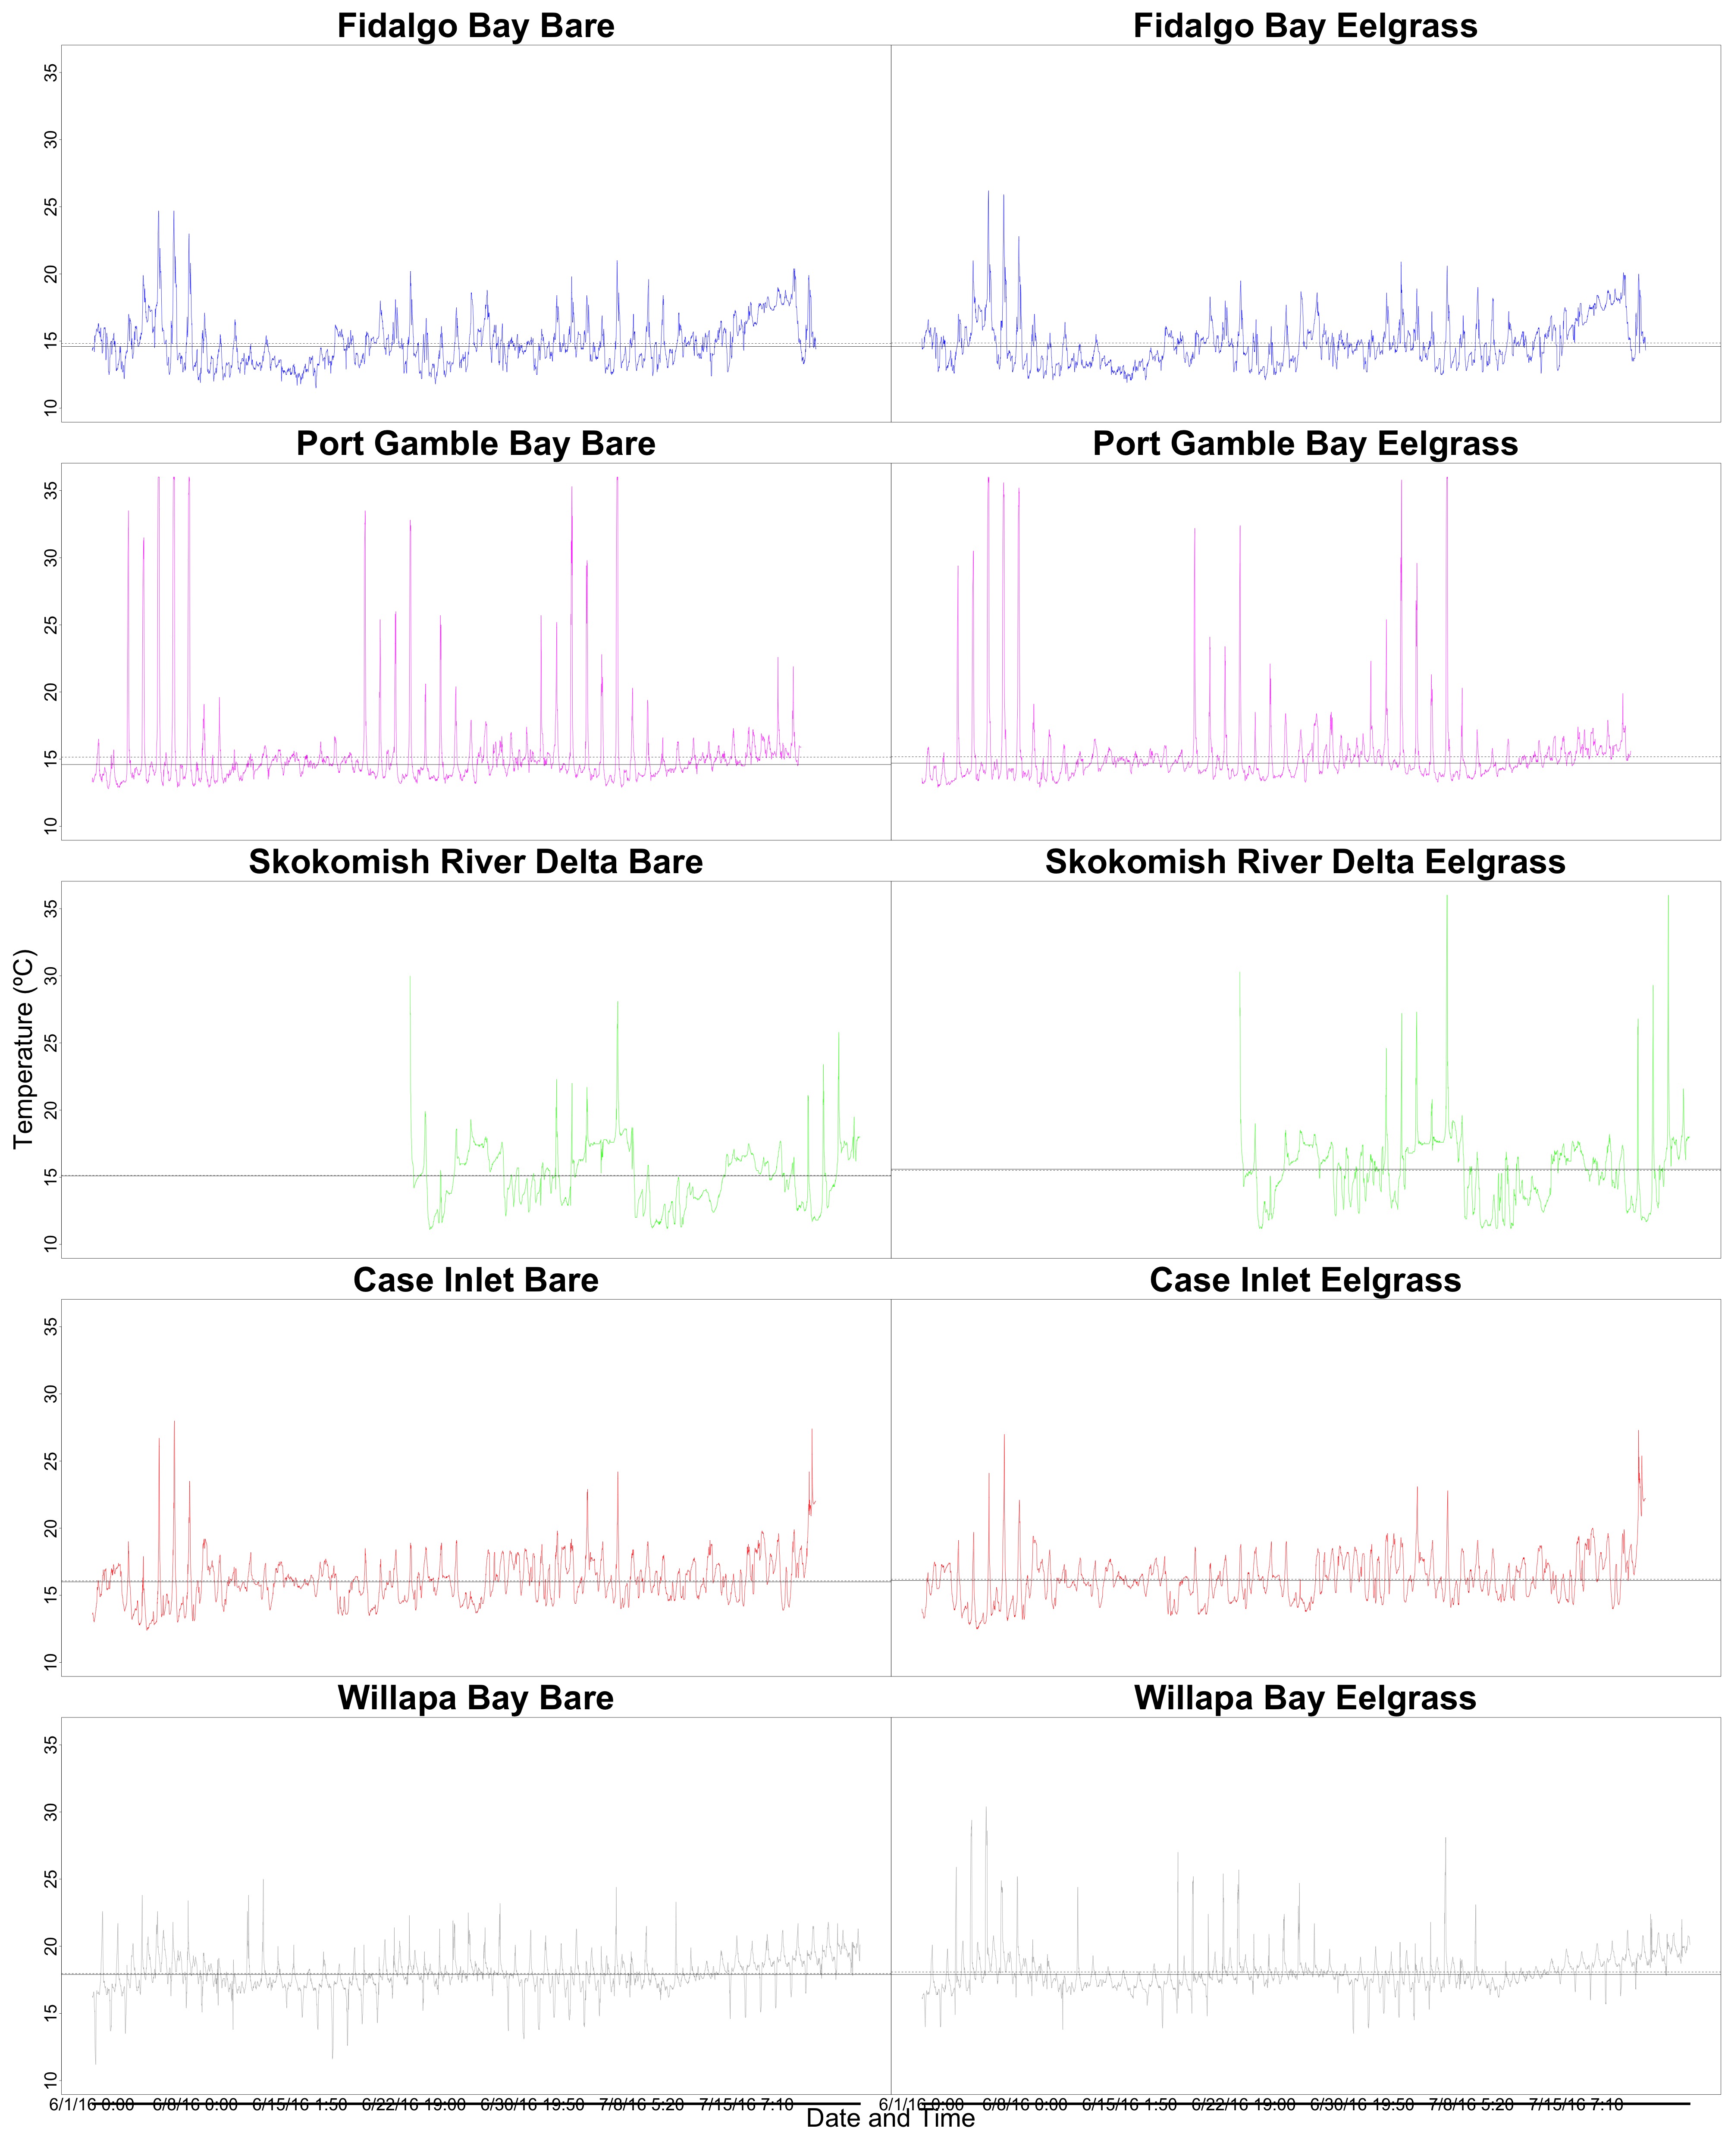 Fidalgo Bay Bare
Fidalgo Bay Eelgrass
35
30
25
20
15
10
Port Gamble Bay Bare
Port Gamble Bay Eelgrass
35
30
25
20
15
10
Skokomish River Delta Bare
Skokomish River Delta Eelgrass
35
30
25
20
15
10
Temperature (ºC)
Case Inlet Bare
Case Inlet Eelgrass
35
30
25
20
15
10
Willapa Bay Bare
Willapa Bay Eelgrass
35
30
25
20
15
10
6/1/16 0:00 6/8/16 0:00 6/15/16 1:50 6/22/16 19:00 6/30/16 19:50 7/8/16 5:20 7/15/16 7:10
6/1/16 0:00 6/8/16 0:00 6/15/16 1:50 6/22/16 19:00 6/30/16 19:50 7/8/16 5:20 7/15/16 7:10
Date and Time